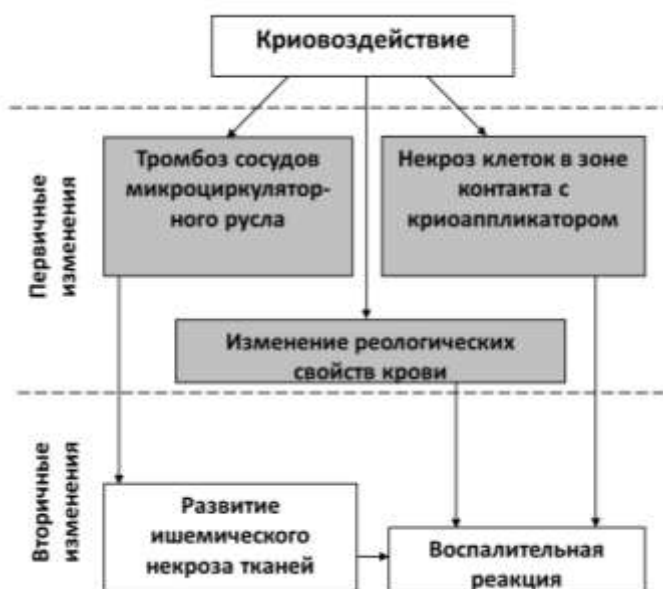 Криовоздействие
Первичные
изменения
Тромбоз сосудов
микроциркулятор-
ного русла
Некроз клеток в зоне
контакта с
криоаппликатором
Изменение реологических
свойств крови
Вторичные
изменения
Развитие
ишемического
некроза тканей
Воспалительная
реакция